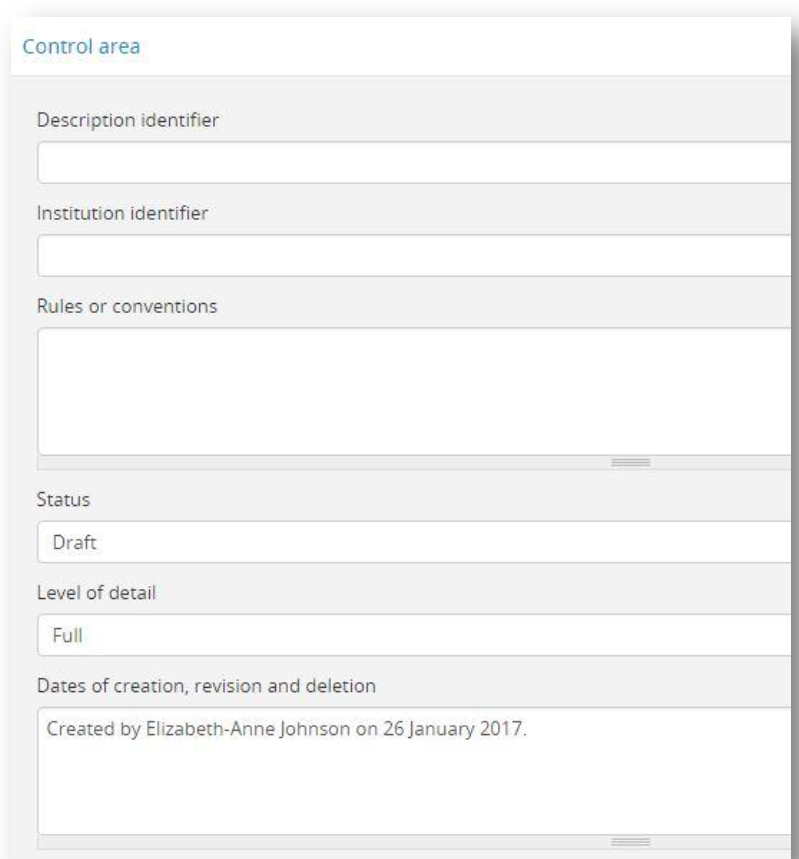 Control area
Description identifier
Institution identifier
Rules or conventions
Status
Draft
Level of detail
Full
Dates of creation, revision and deletion
Created by Elizabeth-Anne Johnson on 26 January 2017.